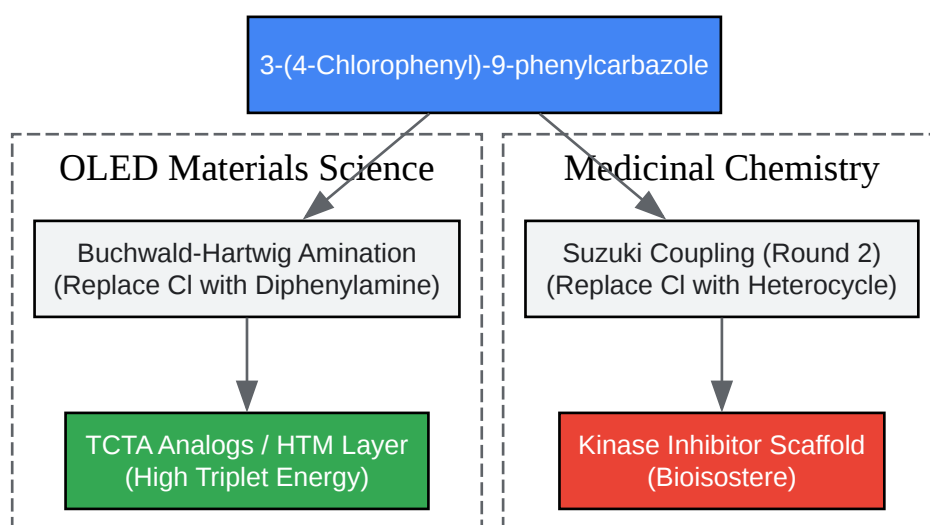 3-(4-Chlorophenyl)-9-phenylcarbazole
OLED Materials Science
Buchwald-Hartwig Amination
(Replace Cl with Diphenylamine)
TCTA Analogs / HTM Layer
(High Triplet Energy)
Medicinal Chemistry
Suzuki Coupling (Round 2)
(Replace Cl with Heterocycle)
Kinase Inhibitor Scaffold
(Bioisostere)